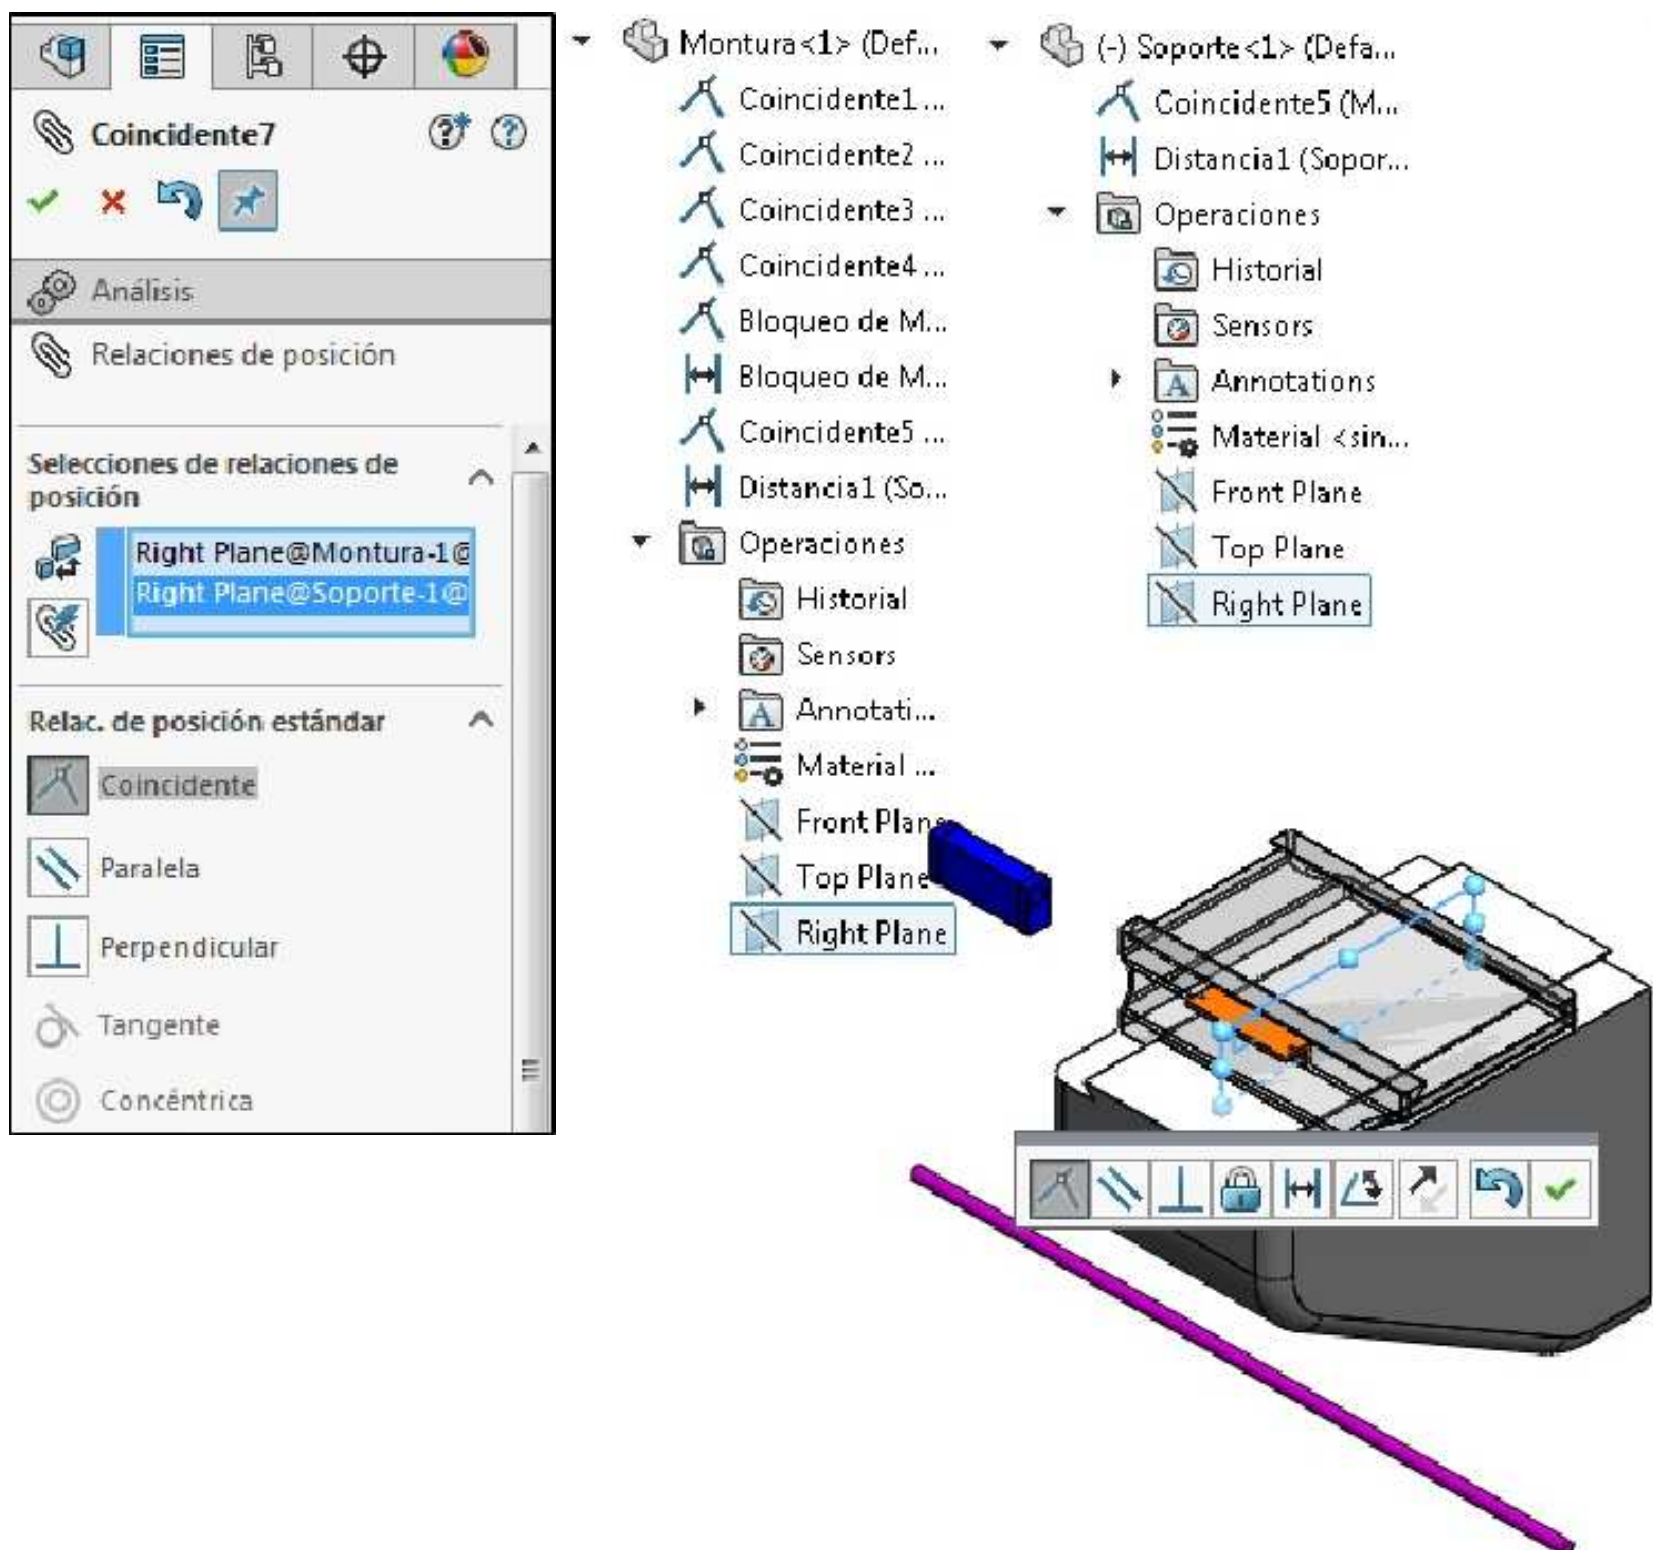 Coincidente7
Análisis
Relaciones de posición
Selecciones de relaciones de
posición
Right Plane@Montura-1@
Right Plane@Soporte-1@
Relac. de posición estándar
Coincidente
Paralela
Perpendicular
Tangente
Concéntrica
Montura<1> (Def...
Coincidente1 ...
Coincidente2 ...
Coincidente3 ...
Coincidente4 ...
Bloqueo de M...
Bloqueo de M...
Coincidente5 ...
Distancia1 (So...
Operaciones
Historial
Sensors
Annotati...
Material ...
Front Plane
Top Plane
Right Plane
(-) Soporte<1> (Defa...
Coincidente5 (M...
Distancia1 (Sopor...
Operaciones
Historial
Sensors
Annotations
Material <sin...
Front Plane
Top Plane
Right Plane